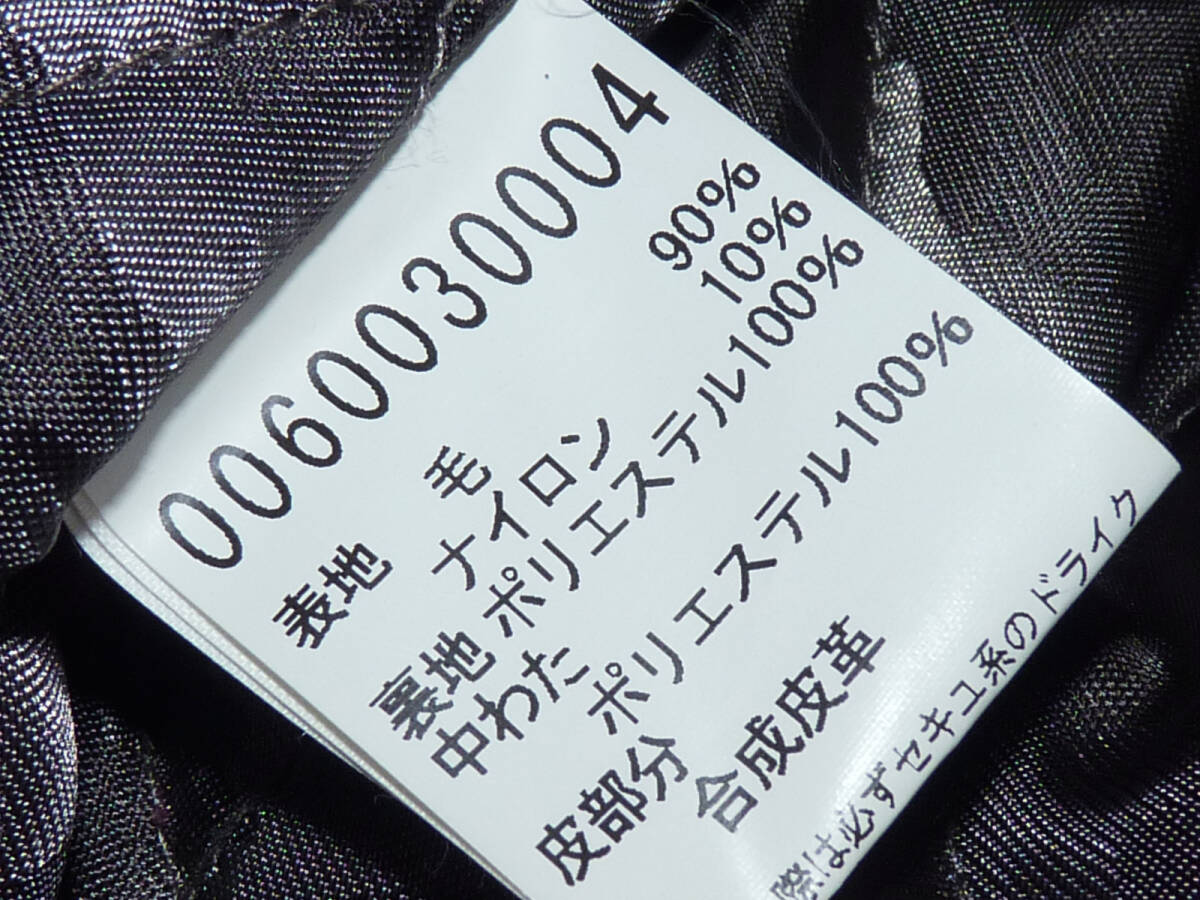 0060030004
表地 毛 90%
ナイロン 10%
裏地 ポリエステル100%
中わた
ポリエステル100%
皮部分
合成皮革
際は必ずセキユ系のドライク